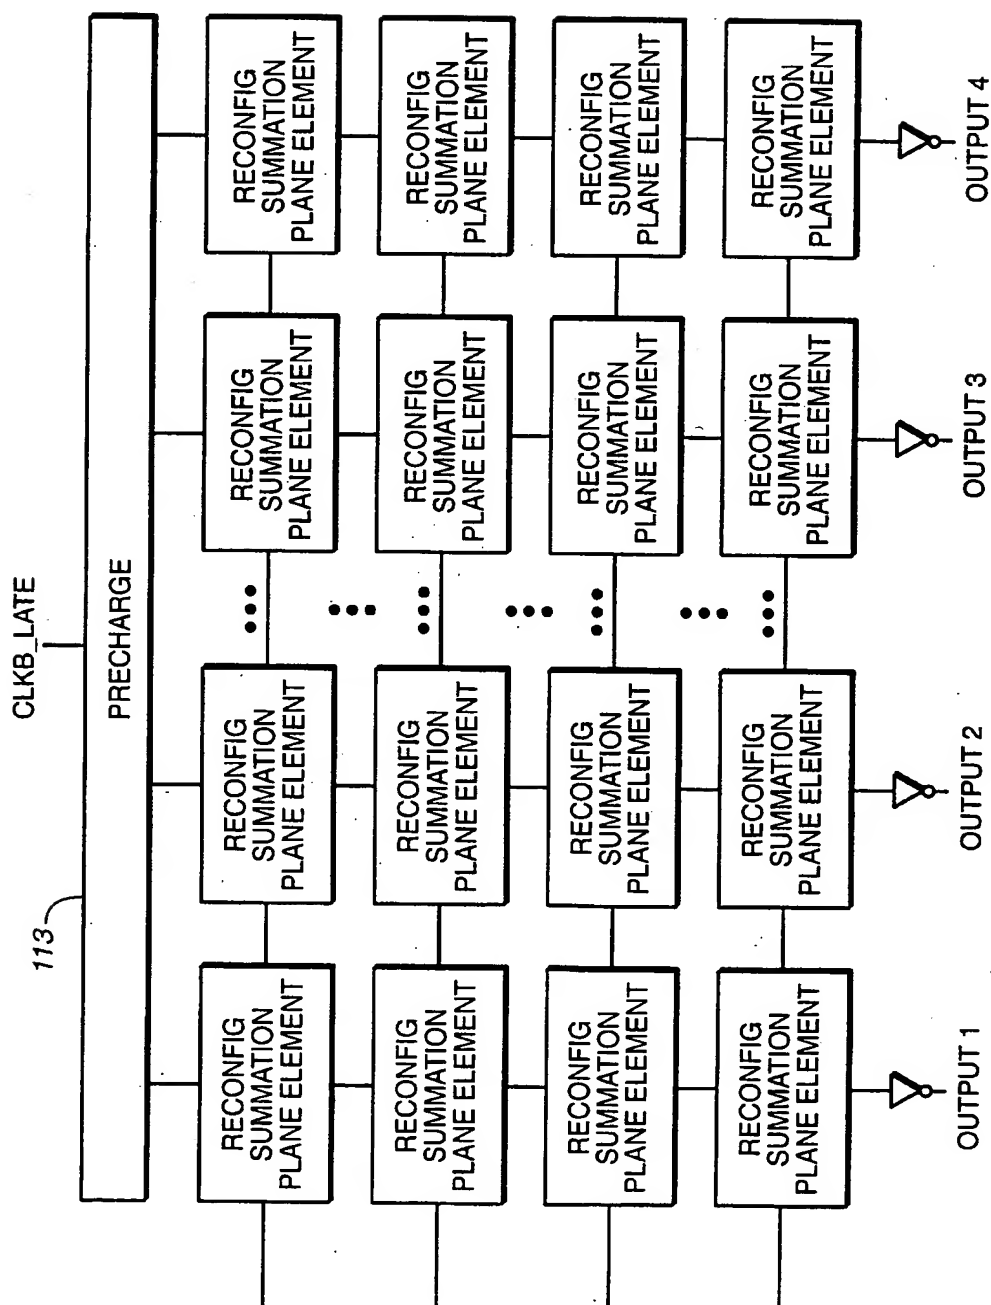 CLKB_LATE
113
PRECHARGE
RECONFIG
SUMMATION
PLANE ELEMENT
RECONFIG
SUMMATION
PLANE ELEMENT
RECONFIG
SUMMATION
PLANE ELEMENT
RECONFIG
SUMMATION
PLANE ELEMENT
RECONFIG
SUMMATION
PLANE ELEMENT
RECONFIG
SUMMATION
PLANE ELEMENT
RECONFIG
SUMMATION
PLANE ELEMENT
RECONFIG
SUMMATION
PLANE ELEMENT
RECONFIG
SUMMATION
PLANE ELEMENT
RECONFIG
SUMMATION
PLANE ELEMENT
RECONFIG
SUMMATION
PLANE ELEMENT
RECONFIG
SUMMATION
PLANE ELEMENT
RECONFIG
SUMMATION
PLANE ELEMENT
RECONFIG
SUMMATION
PLANE ELEMENT
RECONFIG
SUMMATION
PLANE ELEMENT
RECONFIG
SUMMATION
PLANE ELEMENT
OUTPUT 1
OUTPUT 2
OUTPUT 3
OUTPUT 4